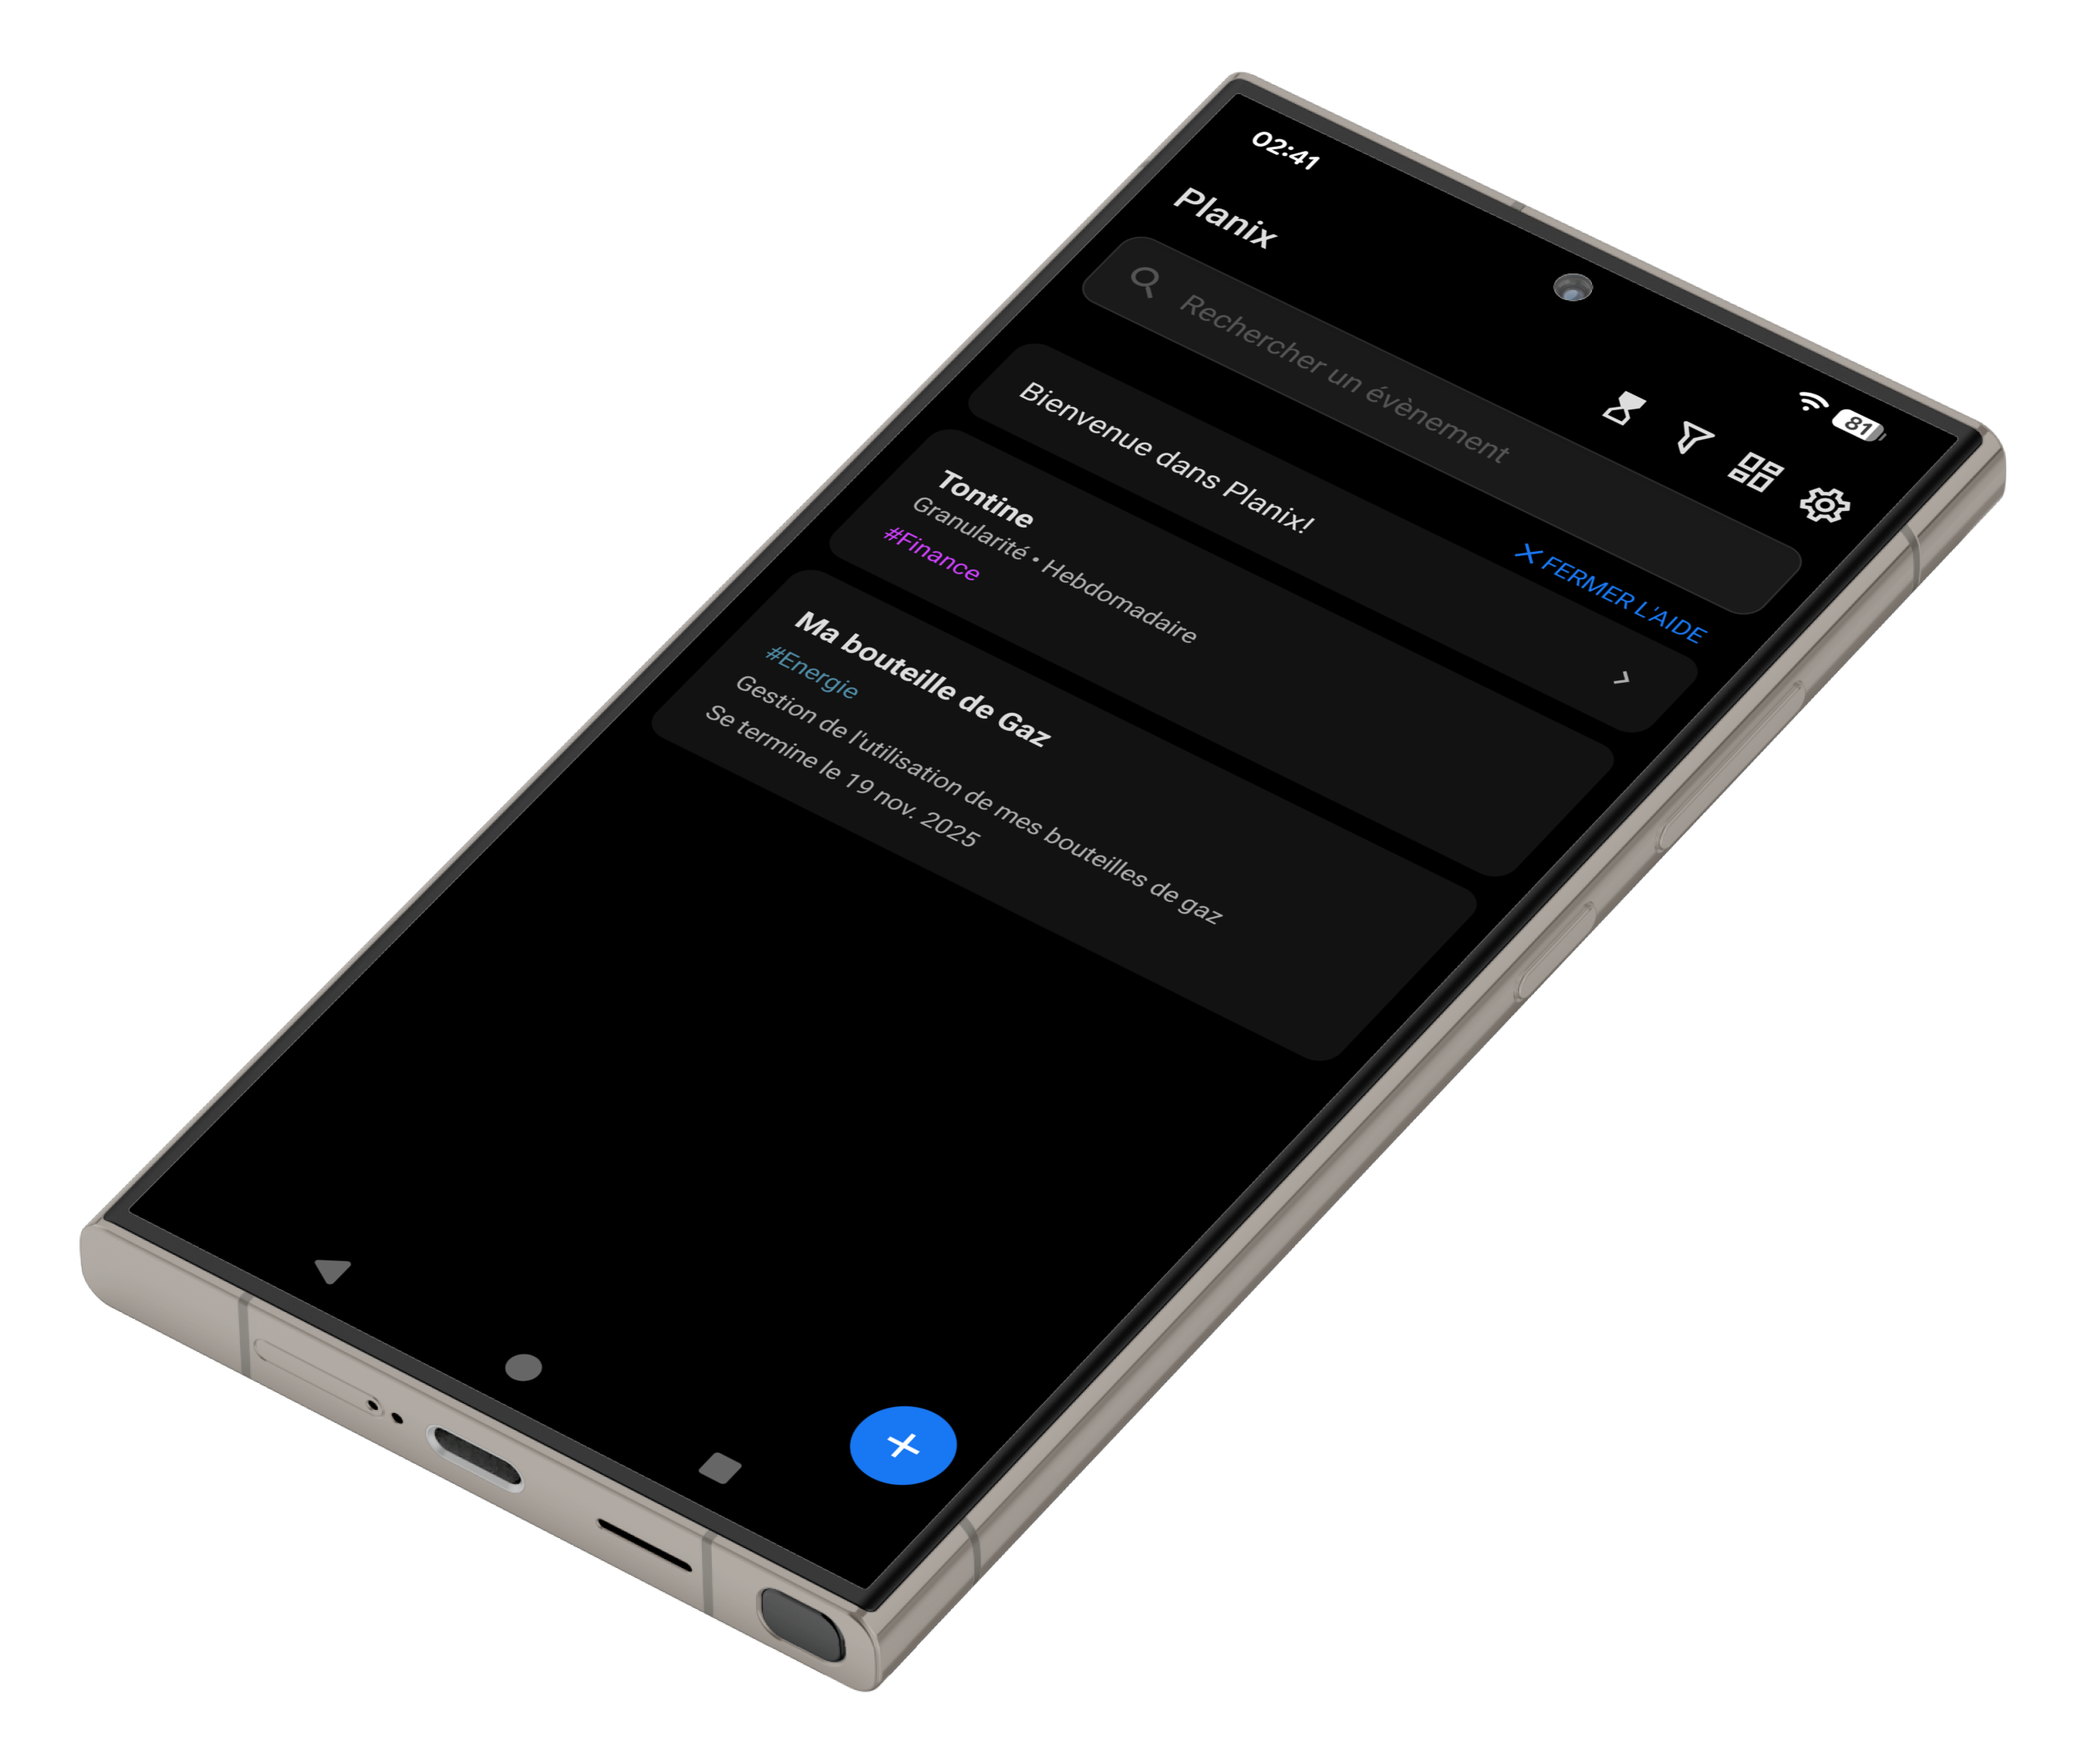 02:41
81
Planix
Rechercher un évènement
Bienvenue dans Planix!
FERMER L'AIDE
Tontine
Granularité • Hebdomadaire
#Finance
Ma bouteille de Gaz
#Energie
Gestion de l'utilisation de mes bouteilles de gaz
Se termine le 19 nov. 2025